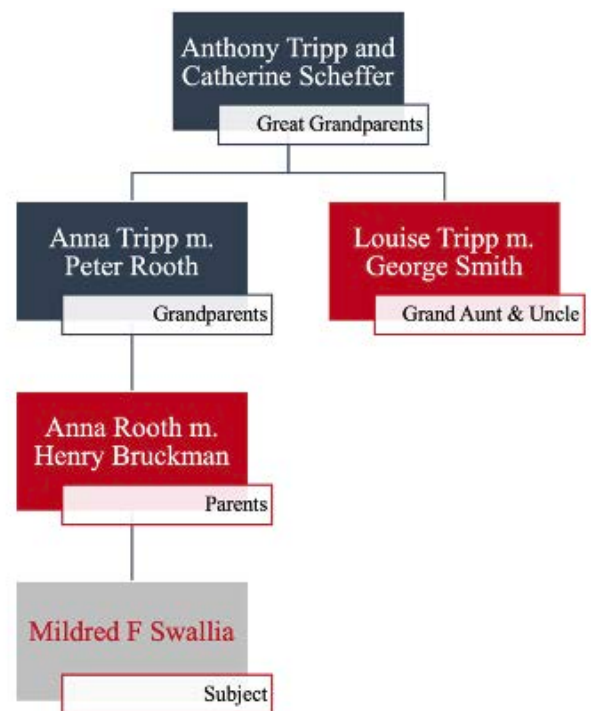 Anthony Tripp and
Catherine Scheffer
Great Grandparents
Anna Tripp m.
Peter Rooth
Grandparents
Louise Tripp m.
George Smith
Grand Aunt & Uncle
Anna Rooth m.
Henry Bruckman
Parents
Mildred F Swallia
Subject